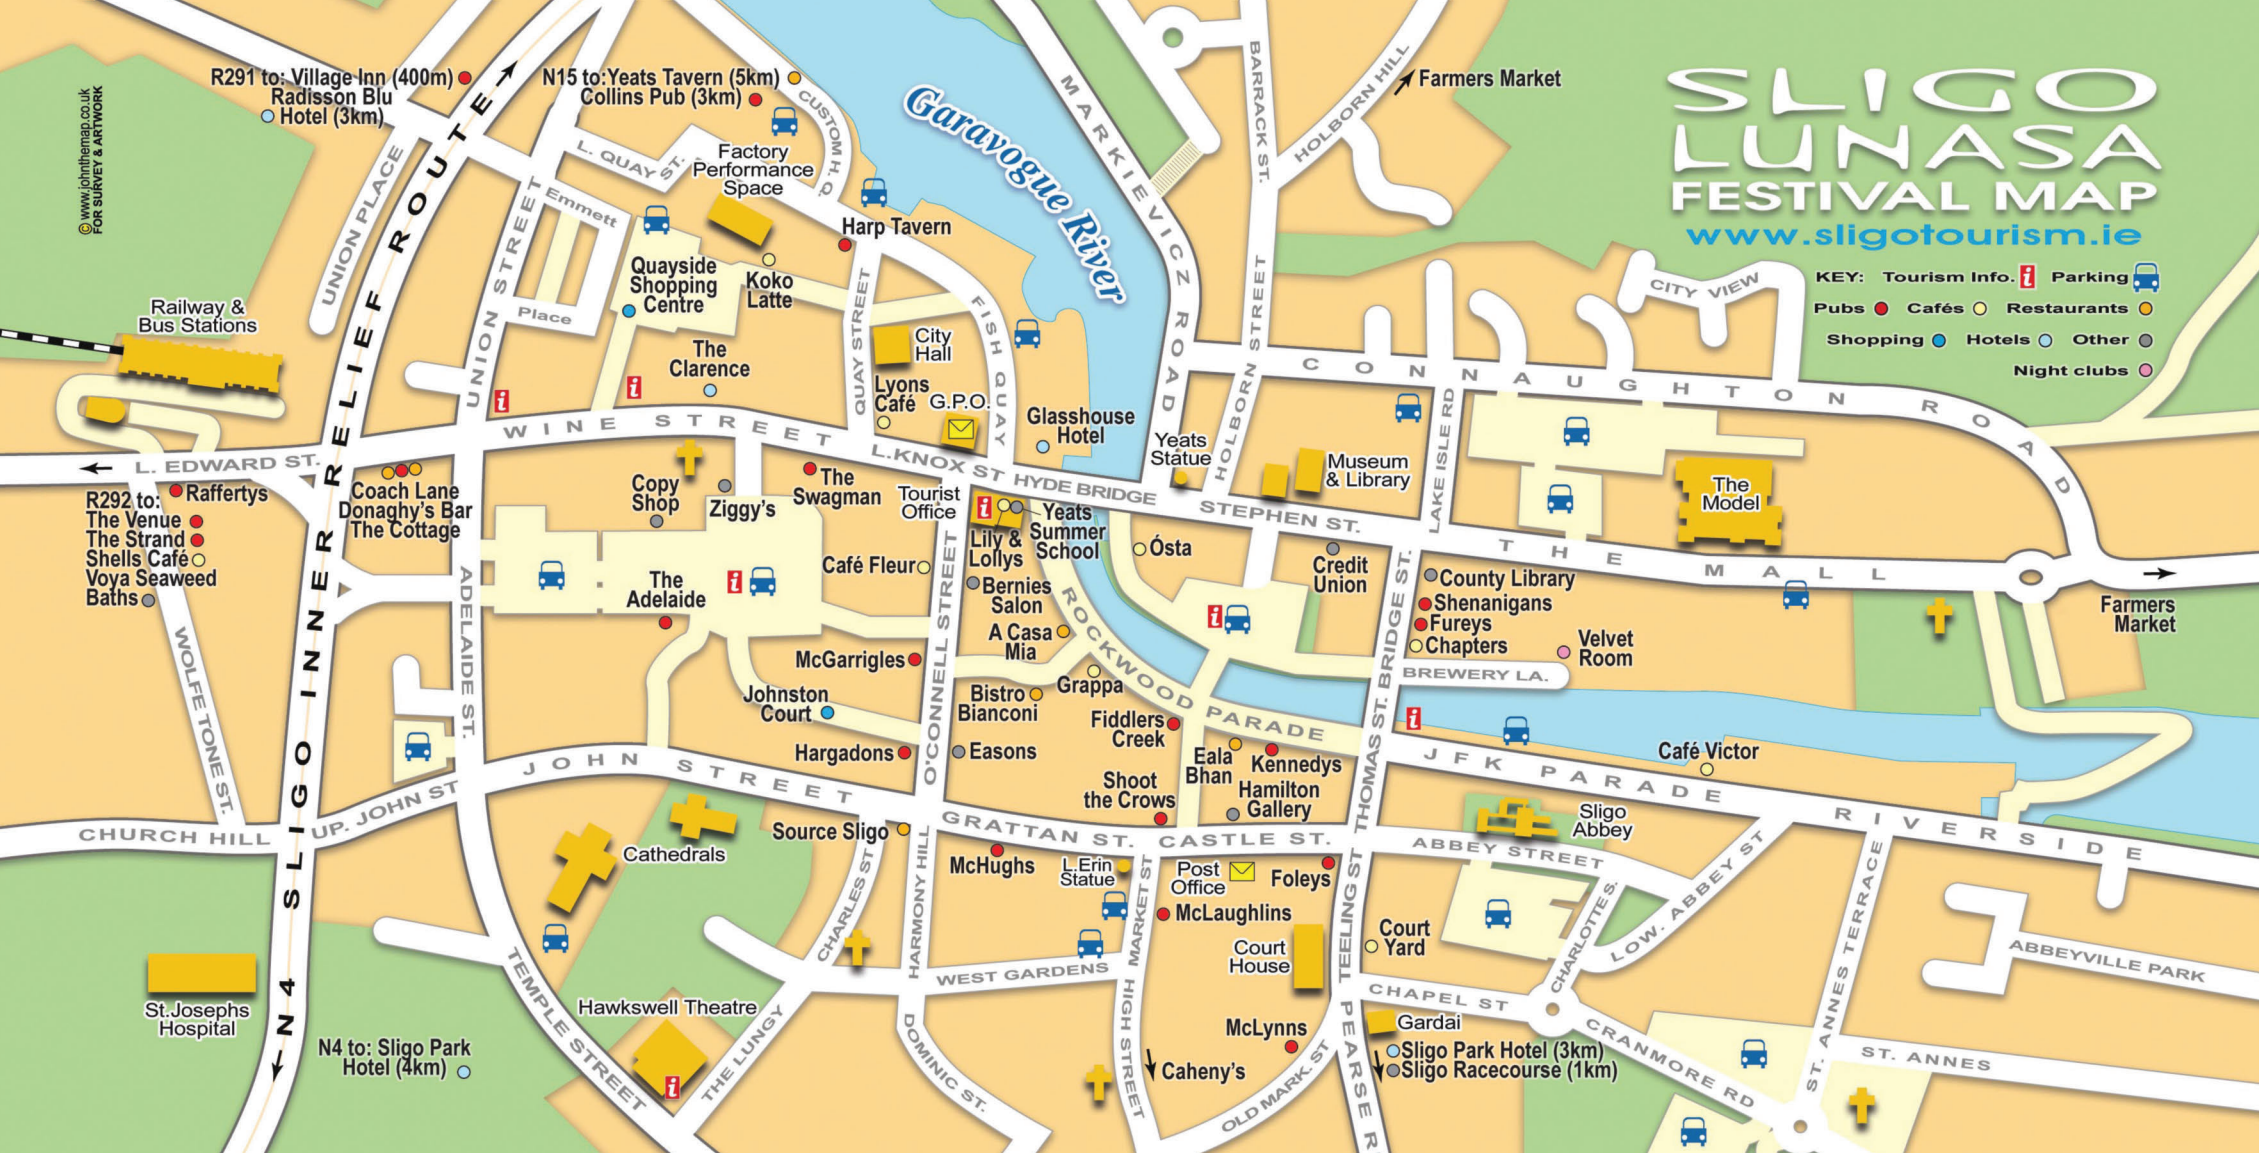 SLIGO
LUNASA
FESTIVAL MAP
www.sligotourism.ie
KEY: Tourism Info. i Parking
Pubs Cafés Restaurants
Shopping Hotels Other
Night clubs
© www.johnthemap.co.uk
FOR SURVEY & ARTWORK
R291 to: Village Inn (400m)
Radisson Blu
Hotel (3km)
N15 to: Yeats Tavern (5km)
Collins Pub (3km)
CUSTOM H. Q.
Garavogue River
MARKIEVICZ ROAD
BARRACK ST.
HOLBORN HILL
Farmers Market
UNION PLACE
L. QUAY ST.
Factory
Performance
Space
Emmett
Place
UNION STREET
Harp Tavern
Quayside
Shopping
Centre
Koko
Latte
QUAY STREET
FISH QUAY
City
Hall
HOLBORN STREET
CITY VIEW
CONNAUGHTON ROAD
Railway &
Bus Stations
The
Clarence
Lyons
Café
G.P.O.
Glasshouse
Hotel
Yeats
Statue
Museum
& Library
LAKE ISLE RD
The
Model
i
i
WINE STREET
L.KNOX ST
HYDE BRIDGE
STEPHEN ST.
THE MALL
L. EDWARD ST.
R292 to:
Raffertys
The Venue
The Strand
Shells Café
Voya Seaweed
Baths
Coach Lane
Donaghy's Bar
The Cottage
Copy
Shop
Ziggy's
The
Swagman
Tourist
Office
i
Yeats
Summer
School
Lily &
Lollys
Ósta
Café Fleur
Bernies
Salon
A Casa
Mia
Credit
Union
County Library
Shenanigans
Fureys
Chapters
Velvet
Room
BREWERY LA.
Farmers
Market
The
Adelaide
i
i
i
ADELAIDE ST.
WOLFE TONE ST.
N4 SLIGO INNER RELIEF ROUTE
McGarrigles
Johnston
Court
Hargadons
O'CONNELL STREET
Bistro
Bianconi
Grappa
Easons
ROCKWOOD PARADE
Fiddlers
Creek
Eala
Bhan
Kennedys
Shoot
the Crows
Hamilton
Gallery
THOMAS ST. BRIDGE ST.
JFK PARADE
Café Victor
RIVERSIDE
CHURCH HILL
UP. JOHN ST
JOHN STREET
Source Sligo
GRATTAN ST.
CASTLE ST.
ABBEY STREET
Sligo
Abbey
Cathedrals
McHughs
L.Erin
Statue
Post
Office
Foleys
McLaughlins
Court
House
Court
Yard
CHARLES ST
HARMONY HILL
WEST GARDENS
HIGH STREET
MARKET ST
TEELING ST
CHARLOTTE S.
LOW. ABBEY ST
ST. ANNES TERRACE
ABBEYVILLE PARK
St.Josephs
Hospital
N4 to: Sligo Park
Hotel (4km)
TEMPLE STREET
Hawkswell Theatre
i
THE LUNGY
DOMINIC ST.
Caheny's
McLynns
OLD MARK. ST
PEARSE R
CHAPEL ST
Gardai
Sligo Park Hotel (3km)
Sligo Racecourse (1km)
CRANMORE RD
ST. ANNES